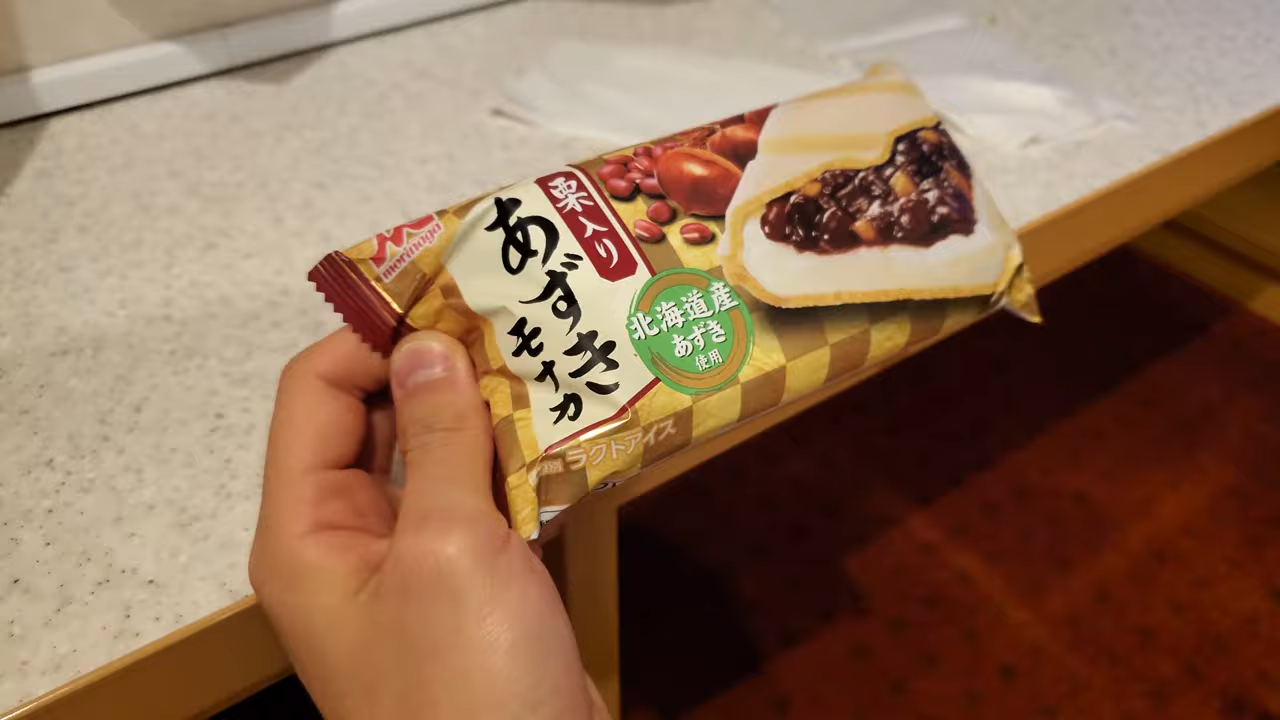 morinaga
栗入り
あずき
モナカ
北海道産
あずき
使用
ラクトアイス